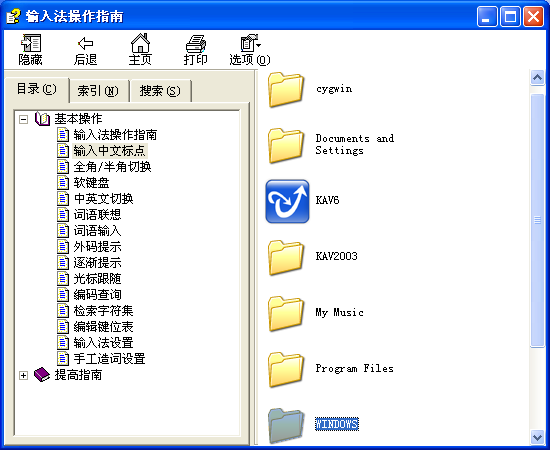 输入法操作指南
隐藏
后退
主页
打印
选项(O)
目录(C)
索引(N)
搜索(S)
基本操作
输入法操作指南
输入中文标点
全角/半角切换
软键盘
中英文切换
词语联想
词语输入
外码提示
逐渐提示
光标跟随
编码查询
检索字符集
编辑键位表
输入法设置
手工造词设置
提高指南
cygwin
Documents and
Settings
KAV6
KAV2003
My Music
Program Files
WINDOWS